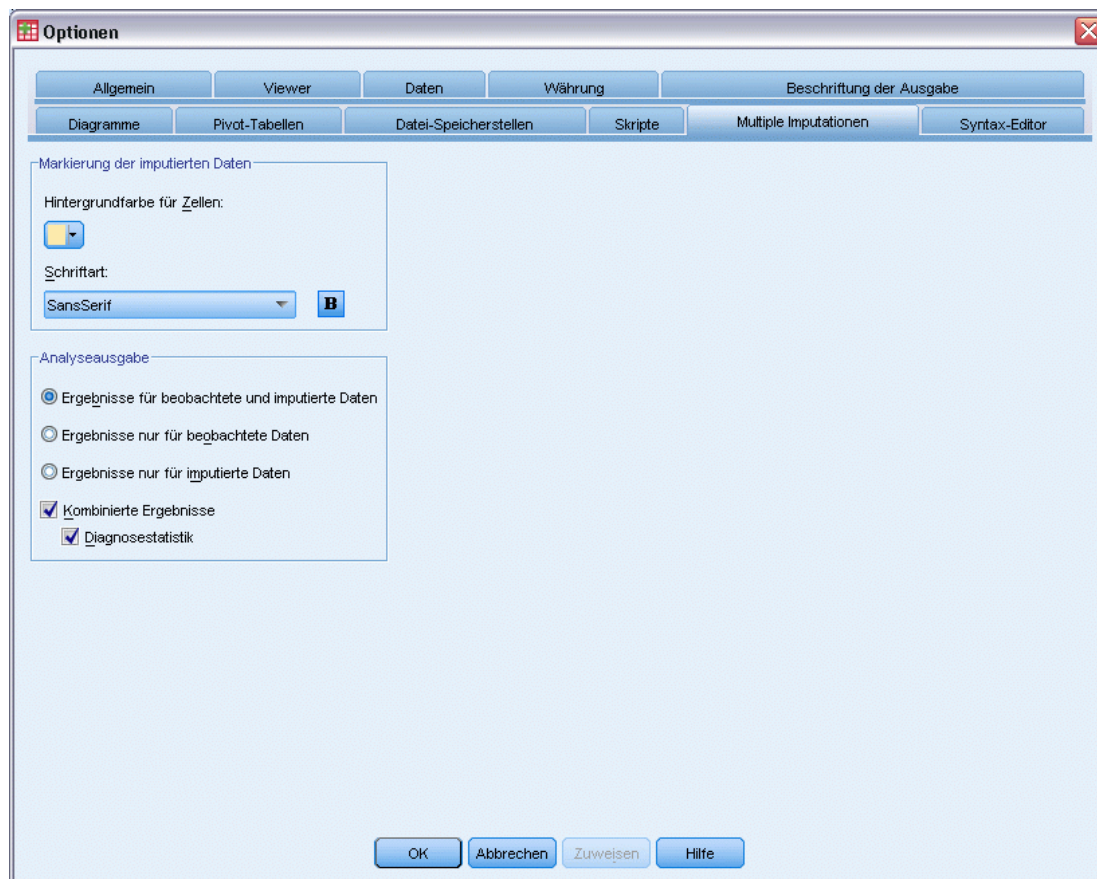 Optionen
Allgemein
Viewer
Daten
Währung
Beschriftung der Ausgabe
Diagramme
Pivot-Tabellen
Datei-Speicherstellen
Skripte
Multiple Imputationen
Syntax-Editor
Markierung der imputierten Daten
Hintergrundfarbe für Zellen:
Schriftart:
SansSerif
B
Analyseausgabe
Ergebnisse für beobachtete und imputierte Daten
Ergebnisse nur für beobachtete Daten
Ergebnisse nur für imputierte Daten
Kombinierte Ergebnisse
Diagnosestatistik
OK
Abbrechen
Zuweisen
Hilfe